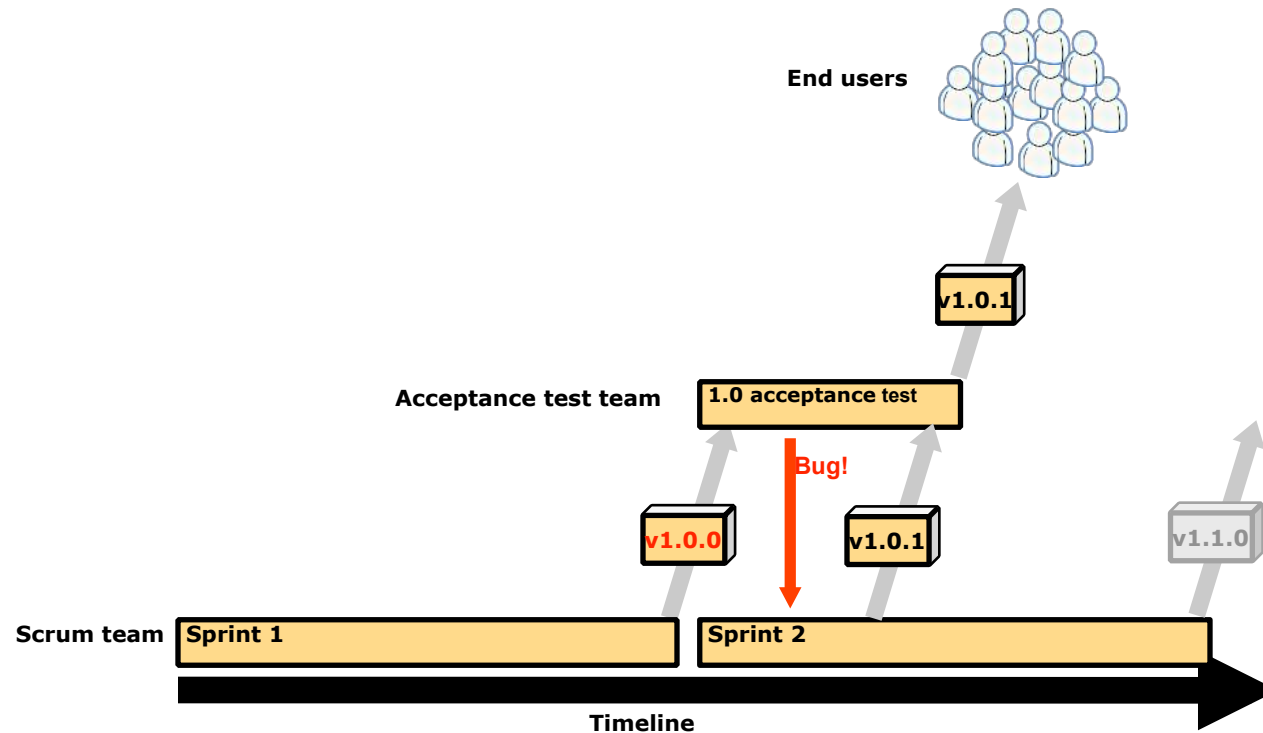 End users
v1.0.1
Acceptance test team
1.0 acceptance test
Bug!
v1.0.0
v1.0.1
v1.1.0
Scrum team
Sprint 1
Sprint 2
Timeline